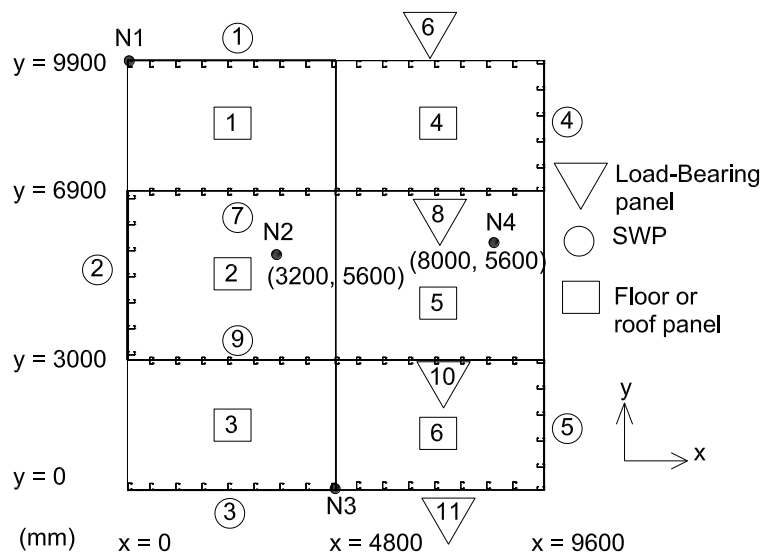 N1
1
6
y = 9900
1
4
4
Load-Bearing
panel
y = 6900
7
8
N4
SWP
N2
2
2
(3200, 5600)
(8000, 5600)
5
Floor or
roof panel
9
y = 3000
10
3
6
5
y
x
y = 0
3
N3
11
(mm)
x = 0
x = 4800
x = 9600